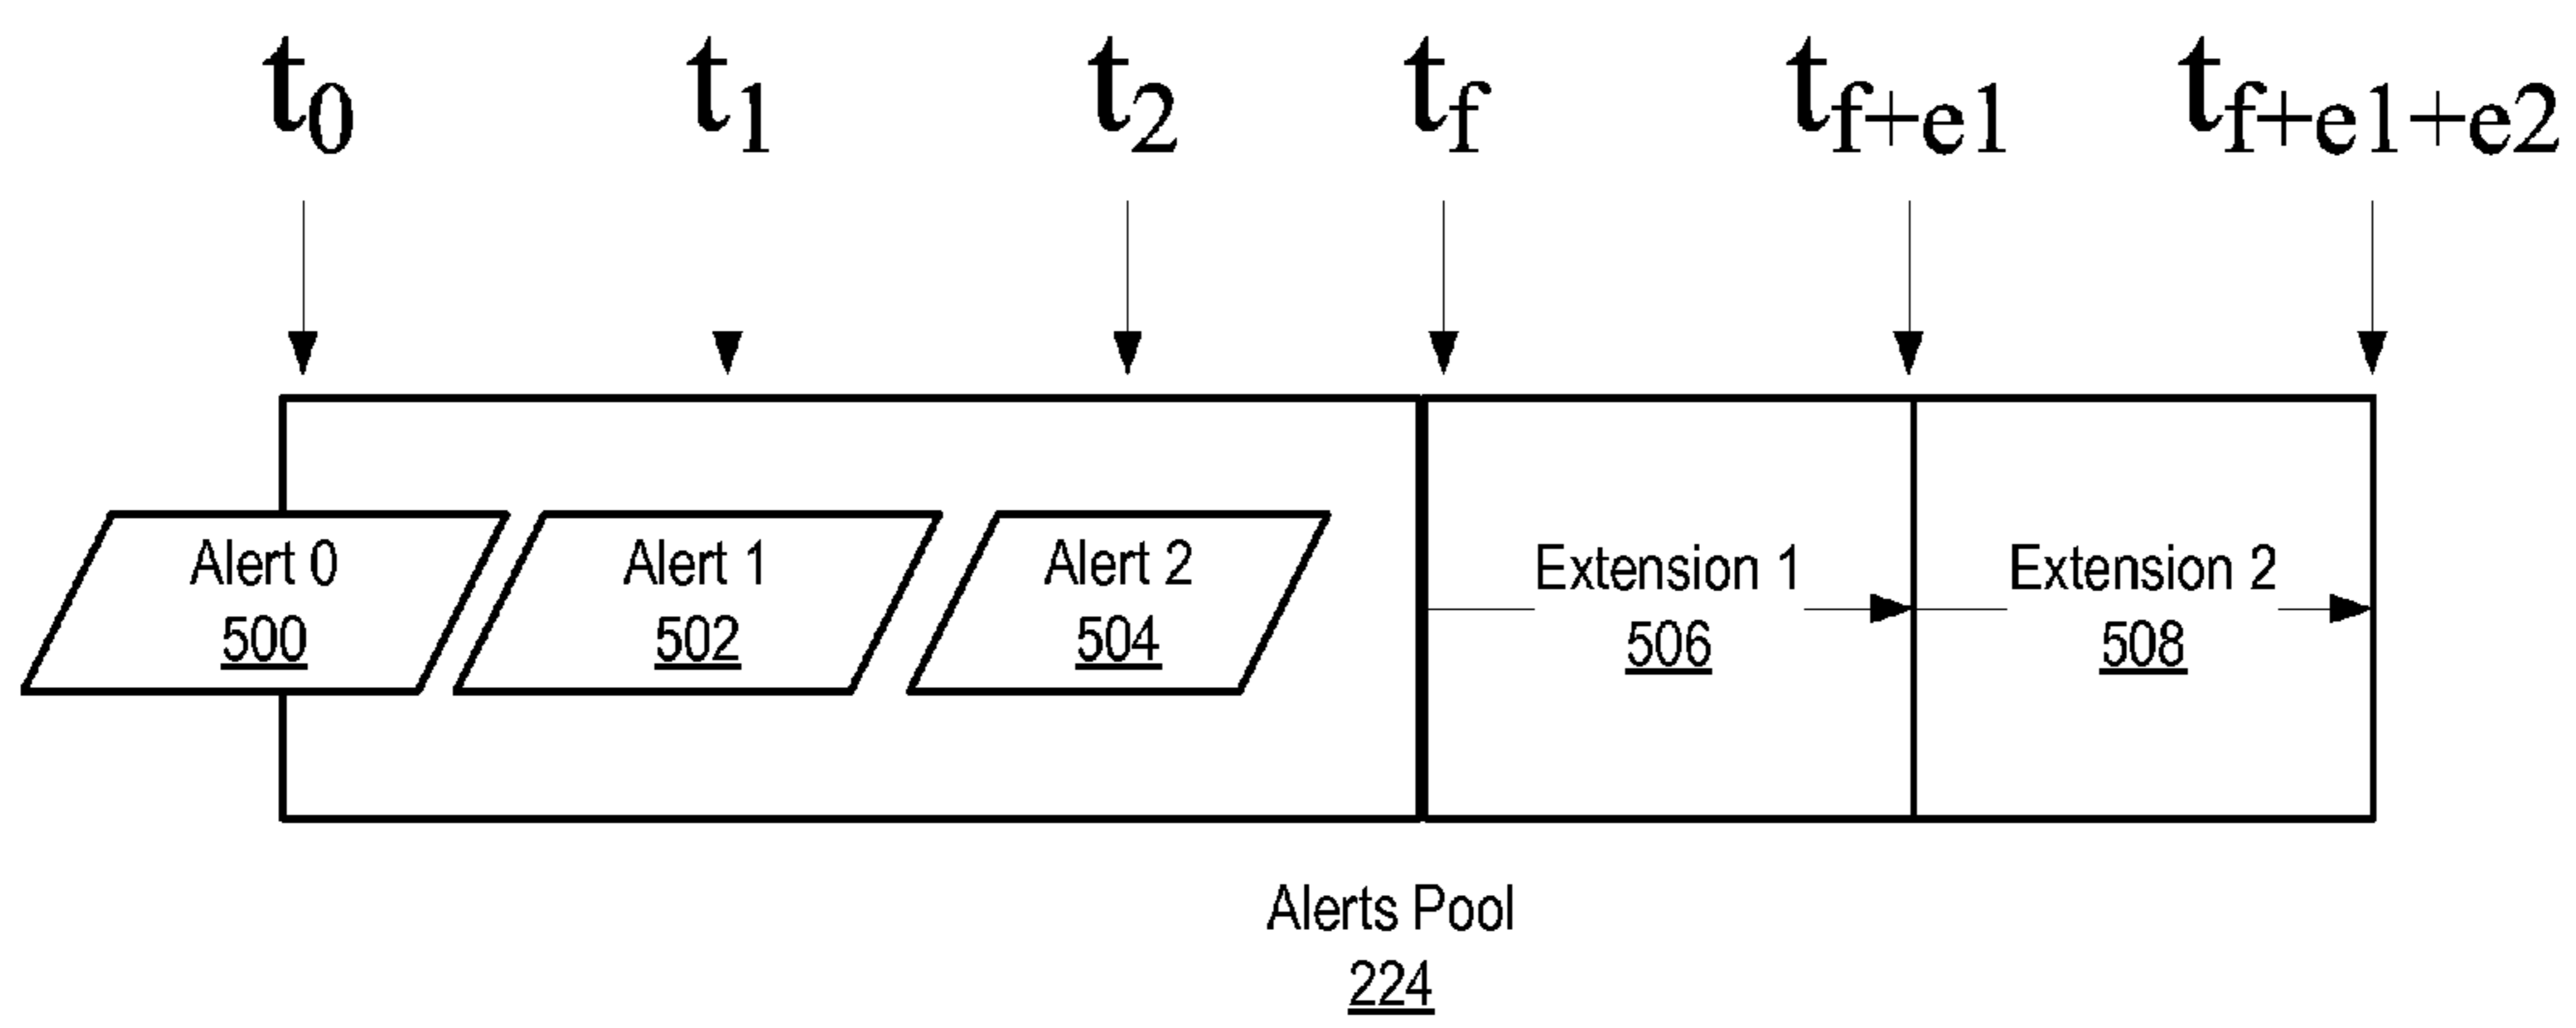 t0 t1 t2 tf tf+e1 tf+e1+e2
Alert 0
500
Alert 1
502
Alert 2
504
Extension 1
506
Extension 2
508
Alerts Pool
224